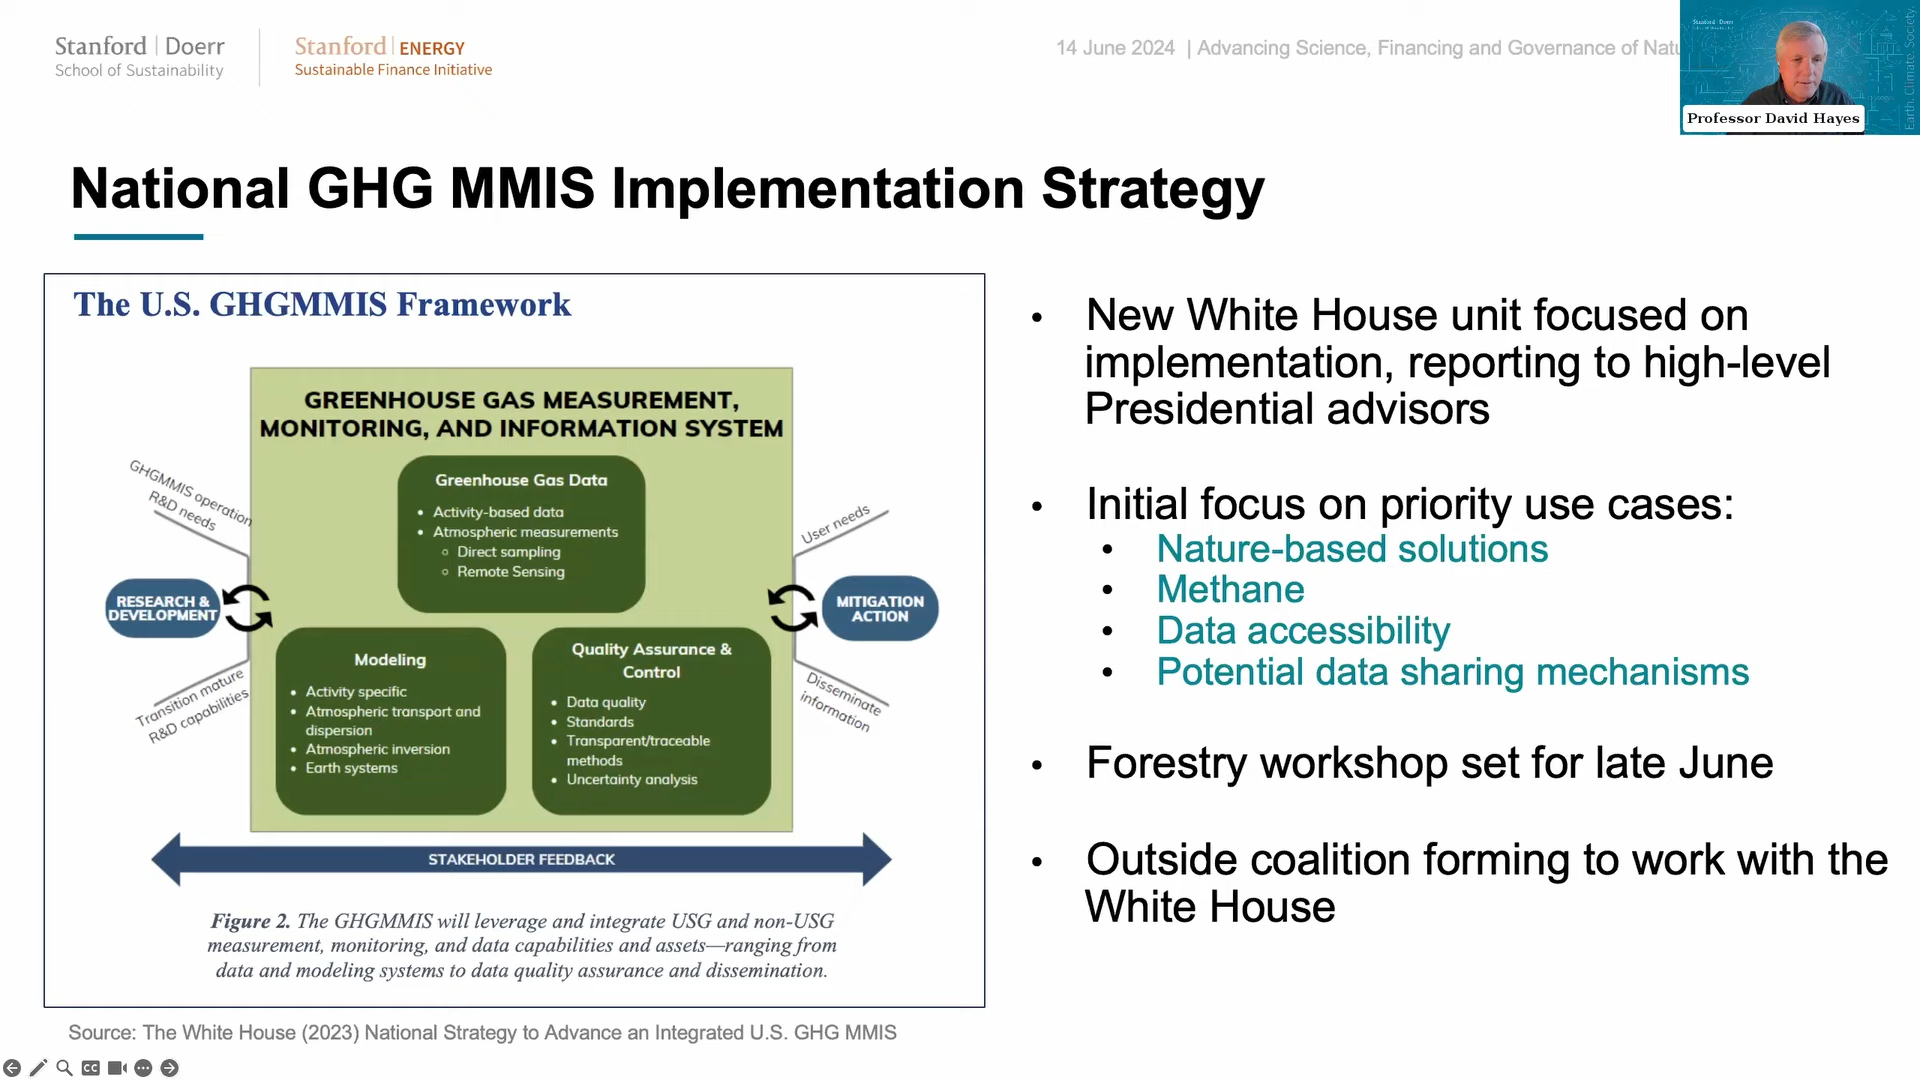 Stanford | Doerr
School of Sustainability
Stanford | ENERGY
Sustainable Finance Initiative
14 June 2024 | Advancing Science, Financing and Governance of
Stanford | Doerr
Earth. Climate. Society.
Professor David Hayes
National GHG MMIS Implementation Strategy
The U.S. GHGMMIS Framework
GREENHOUSE GAS MEASUREMENT,
MONITORING, AND INFORMATION SYSTEM
Greenhouse Gas Data
• Activity-based data
• Atmospheric measurements
○ Direct sampling
○ Remote Sensing
GHGMMIS operation
R&D needs
RESEARCH &
DEVELOPMENT
Transition mature
R&D capabilities
User needs
MITIGATION
ACTION
Disseminate
information
Modeling
• Activity specific
• Atmospheric transport and
dispersion
• Atmospheric inversion
• Earth systems
Quality Assurance &
Control
• Data quality
• Standards
• Transparent/traceable
methods
• Uncertainty analysis
STAKEHOLDER FEEDBACK
Figure 2. The GHGMMIS will leverage and integrate USG and non-USG
measurement, monitoring, and data capabilities and assets—ranging from
data and modeling systems to data quality assurance and dissemination.
Source: The White House (2023) National Strategy to Advance an Integrated U.S. GHG MMIS
• New White House unit focused on
implementation, reporting to high-level
Presidential advisors
• Initial focus on priority use cases:
• Nature-based solutions
• Methane
• Data accessibility
• Potential data sharing mechanisms
• Forestry workshop set for late June
• Outside coalition forming to work with the
White House
CC